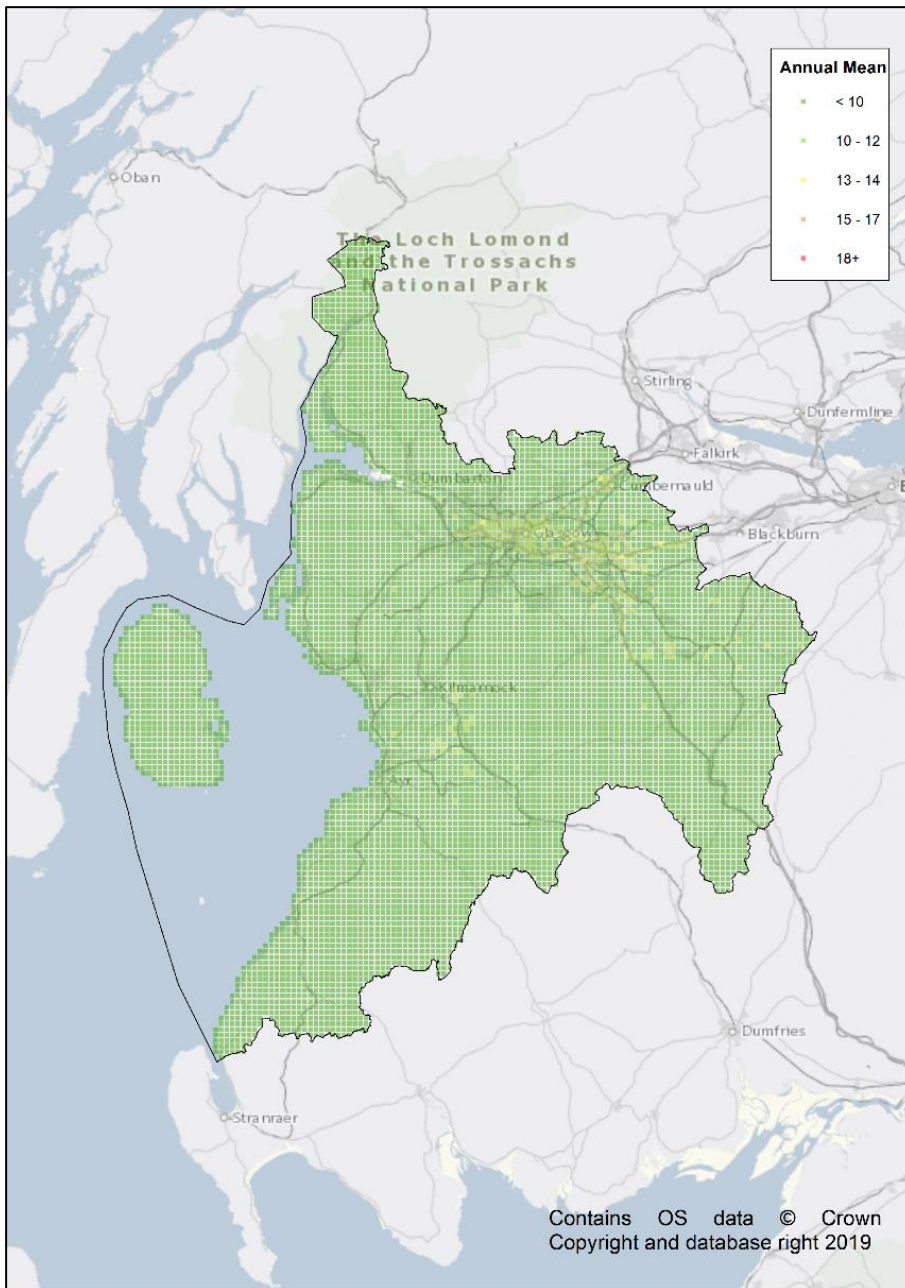 Annual Mean
< 10
10 - 12
13 - 14
15 - 17
18+
Oban
The Loch Lomond
and the Trossachs
National Park
Stirling
Dunfermline
Falkirk
Dumbarton
Cumbernauld
Glasgow
Blackburn
Kilmarnock
Ayr
Dumfries
Stranraer
Contains OS data © Crown
Copyright and database right 2019